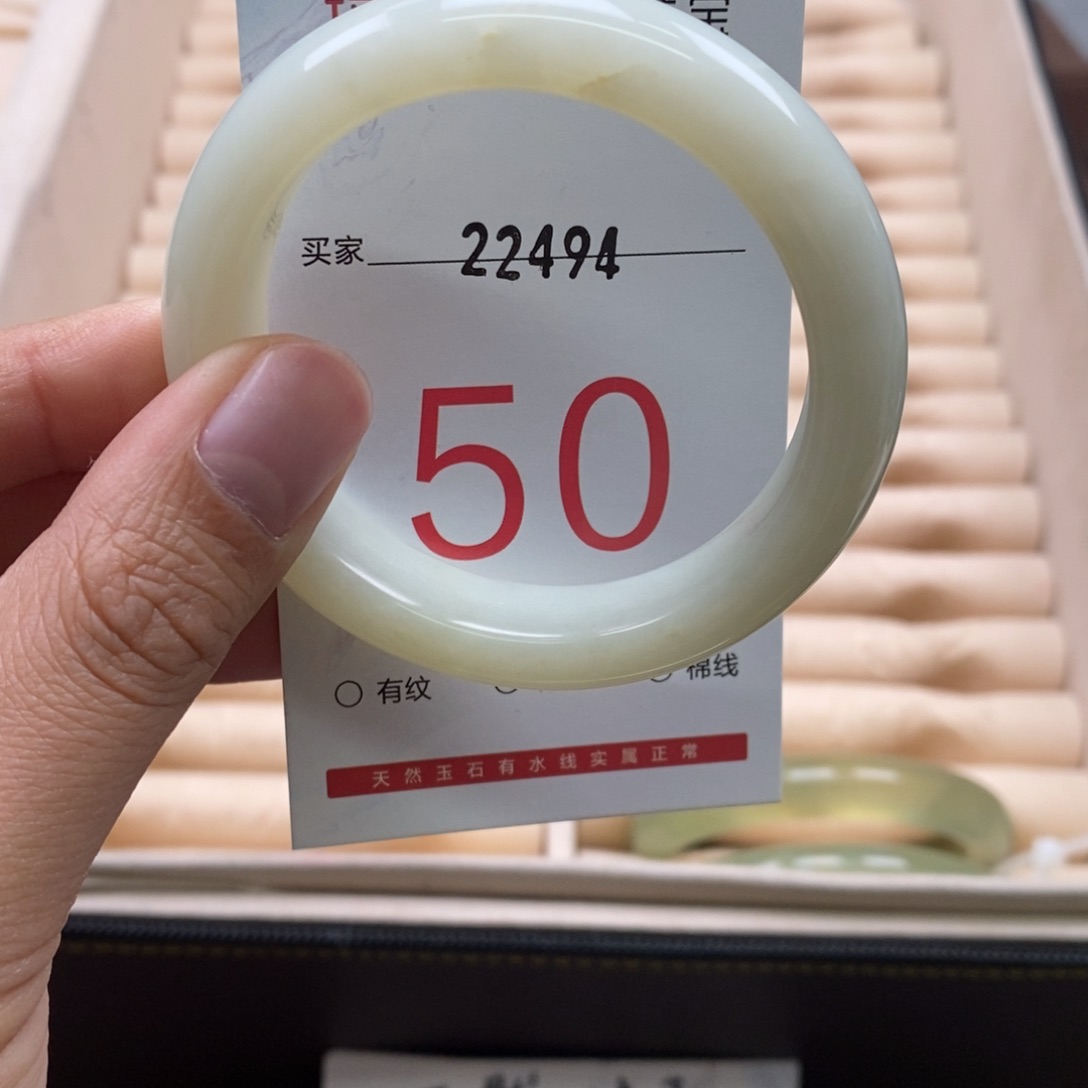 买家 22494
50
有纹 棉线
天然玉石有水线实属正常